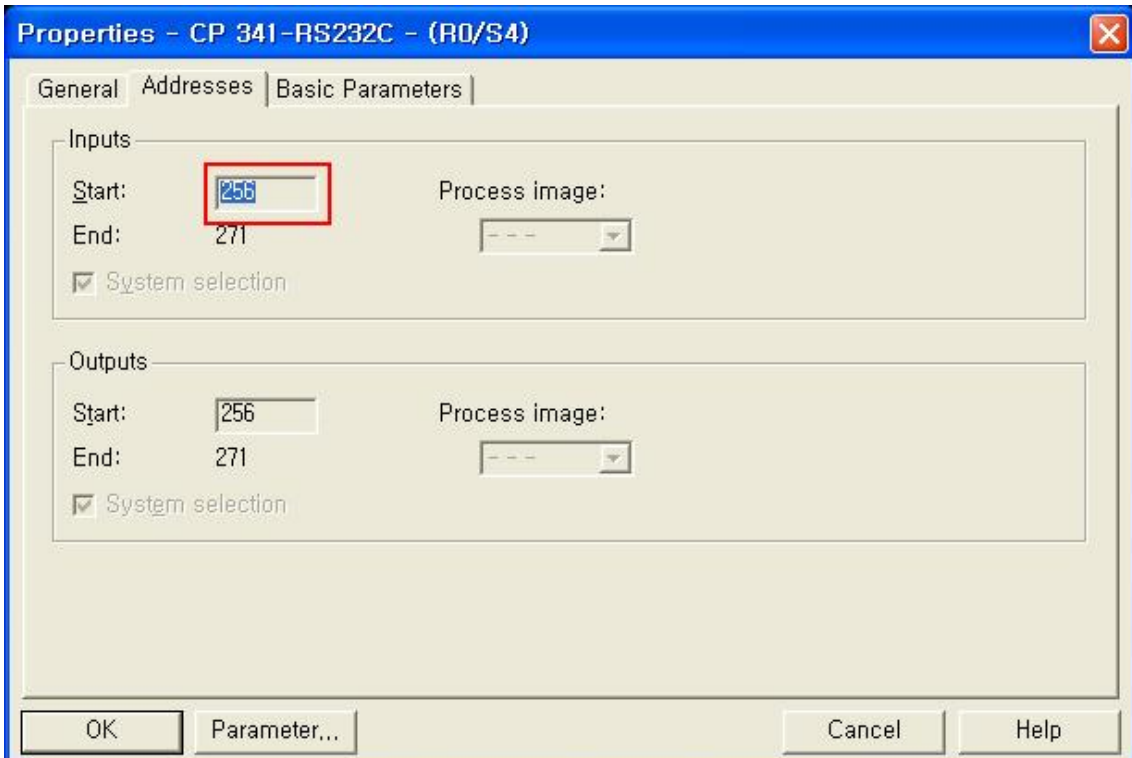 Properties - CP 341-RS232C - (R0/S4)
General Addresses Basic Parameters
Inputs
Start: 256 Process image:
End: 271 - - -
System selection
Outputs
Start: 256 Process image:
End: 271 - - -
System selection
OK Parameter... Cancel Help